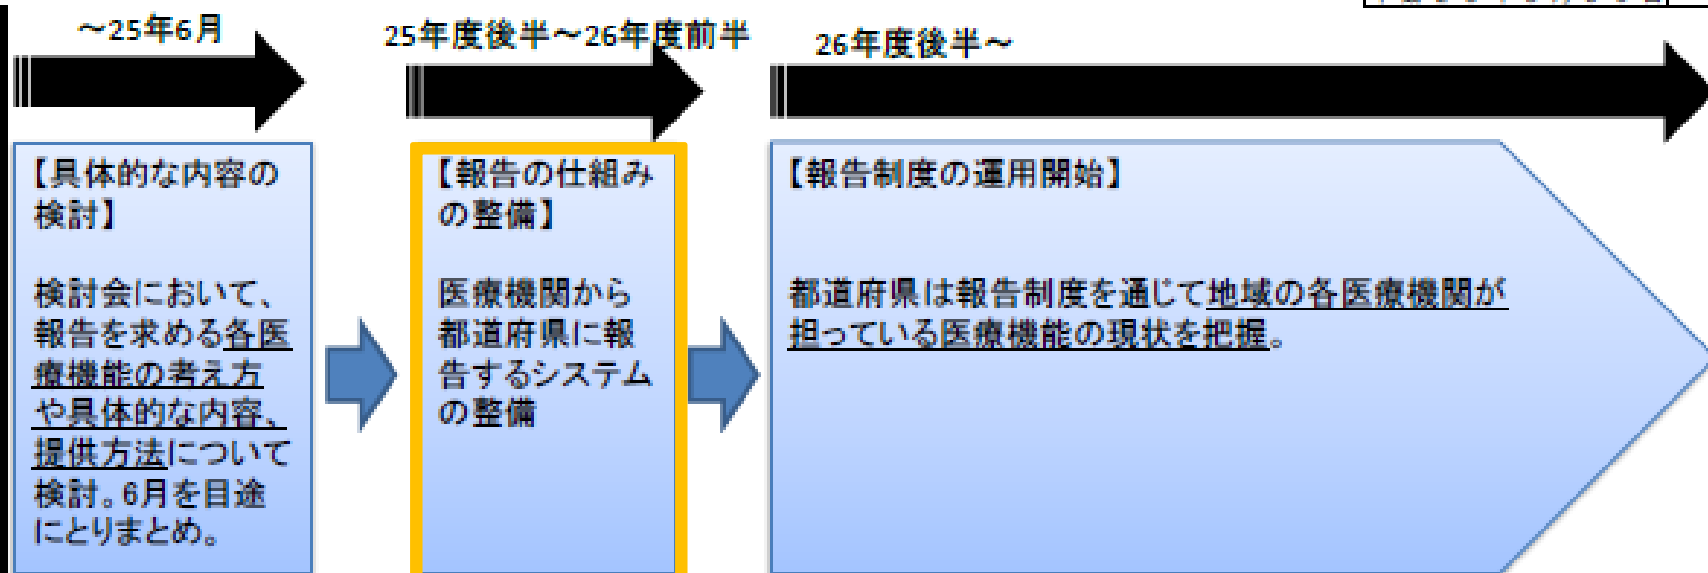 ～25年6月
25年度後半～26年度前半
26年度後半～
【具体的な内容の
検討】
検討会において、
報告を求める各医
療機能の考え方
や具体的な内容、
提供方法について
検討。6月を目途
にとりまとめ。
【報告の仕組み
の整備】
医療機関から
都道府県に報
告するシステム
の整備
【報告制度の運用開始】
都道府県は報告制度を通じて地域の各医療機関が
担っている医療機能の現状を把握。